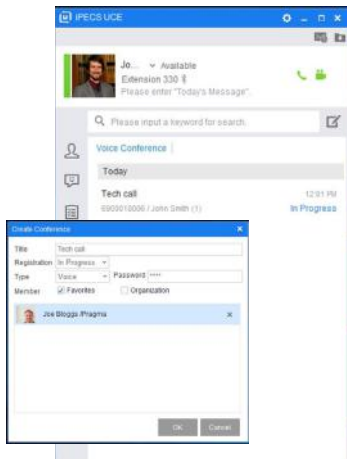 iPECS UCE
Jo... Available
Extension 330
Please enter "Today's Message".
Please input a keyword for search.
Voice Conference
Today
Tech call 12:01 PM
/ John Smith (1) In Progress
Create Conference
Title Tech call
Registration In Progress
Type Voice Password ****
Member Favorites Organization
Joe Bloggs /Pragma
OK Cancel